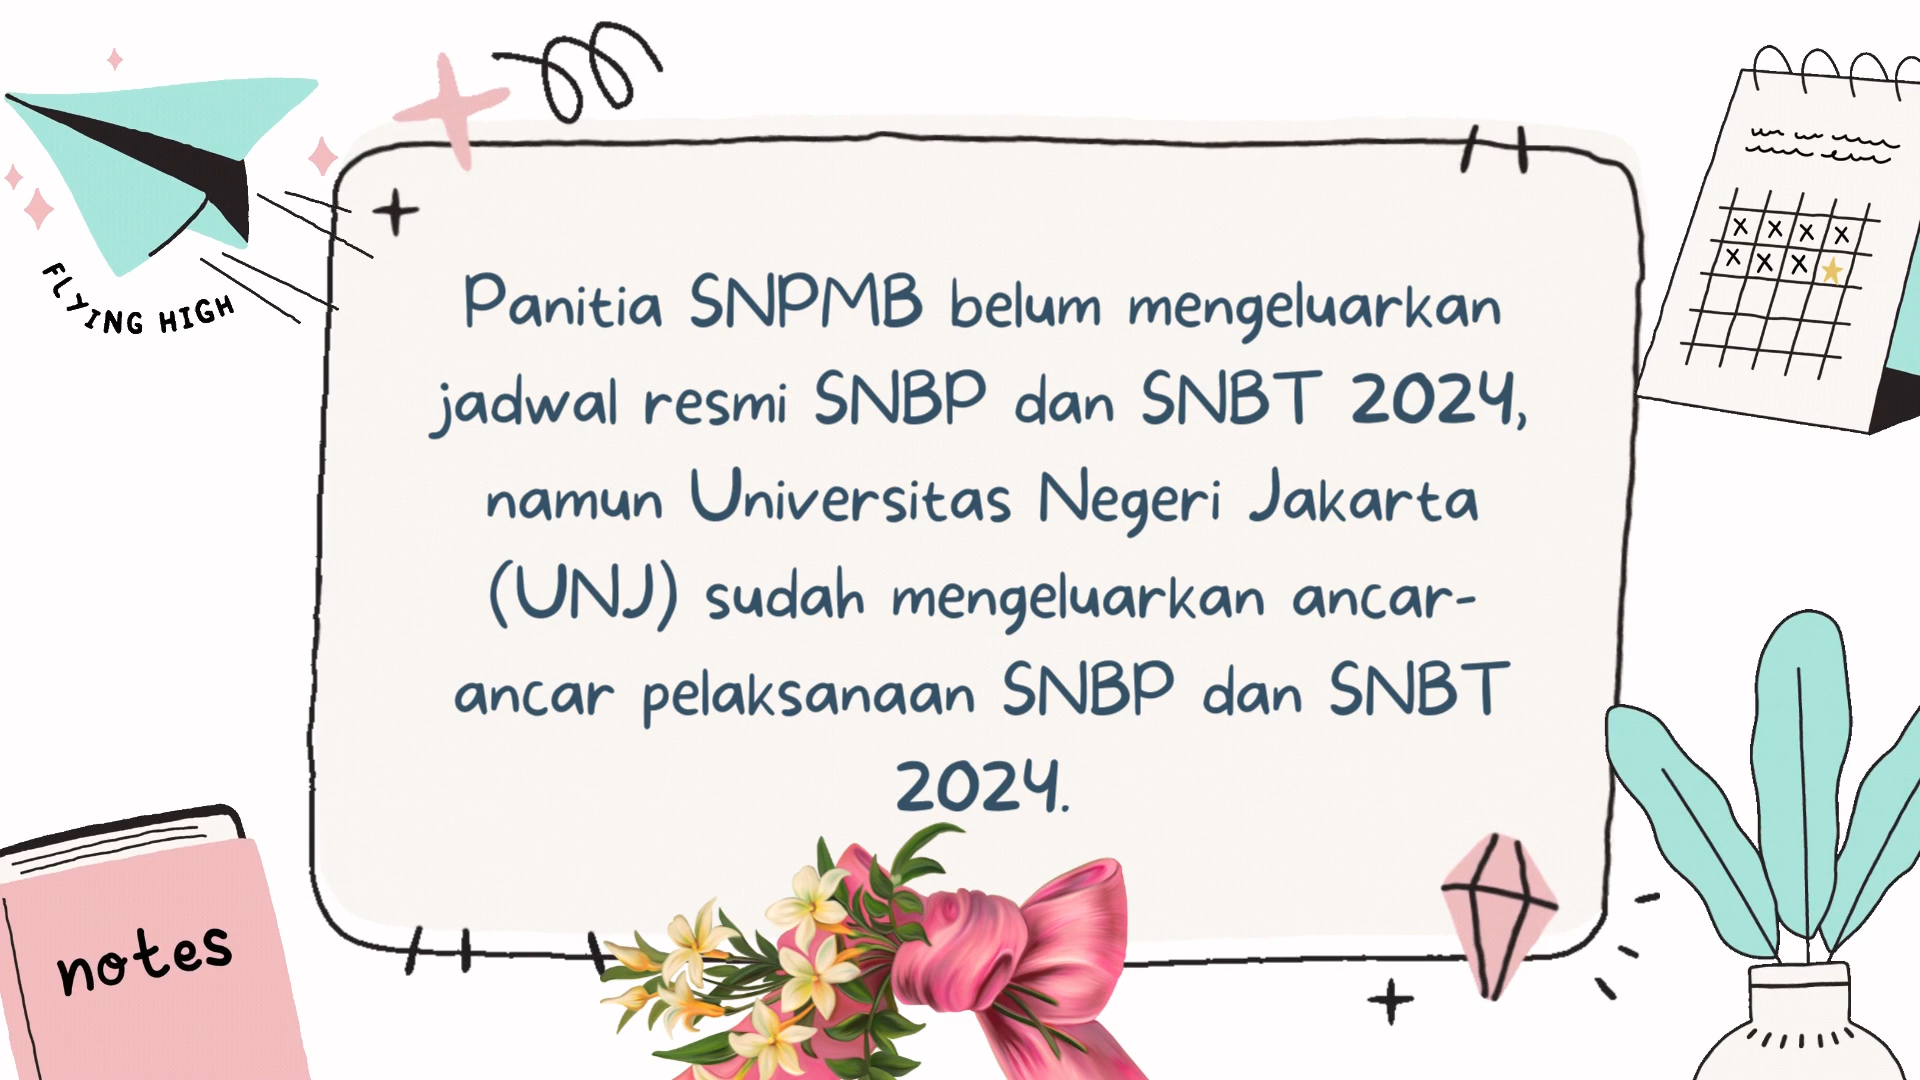 FLYING HIGH
Panitia SNPMB belum mengeluarkan
jadwal resmi SNBP dan SNBT 2024,
namun Universitas Negeri Jakarta
(UNJ) sudah mengeluarkan ancar-
ancar pelaksanaan SNBP dan SNBT
2024.
notes